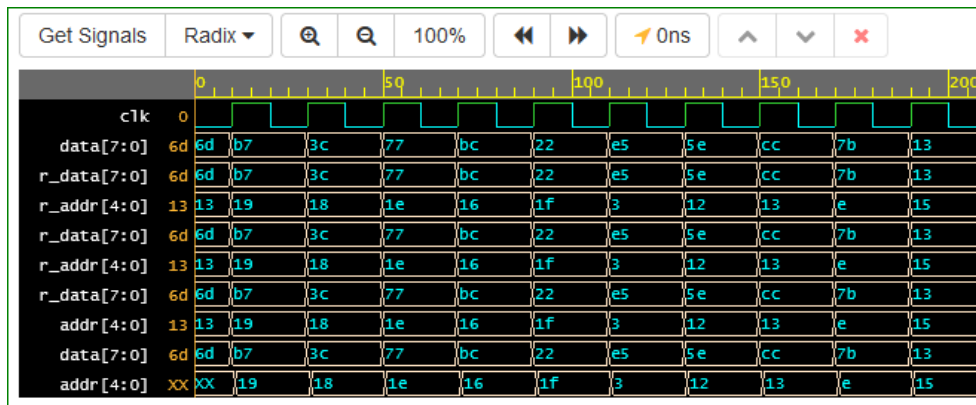 Get Signals Radix 100% 0ns
0 50 100 150 200
clk 0
data[7:0] 6d 6d b7 3c 77 bc 22 e5 5e cc 7b 13
r_data[7:0] 6d 6d b7 3c 77 bc 22 e5 5e cc 7b 13
r_addr[4:0] 13 13 19 18 1e 16 1f 3 12 13 e 15
r_data[7:0] 6d 6d b7 3c 77 bc 22 e5 5e cc 7b 13
r_addr[4:0] 13 13 19 18 1e 16 1f 3 12 13 e 15
r_data[7:0] 6d 6d b7 3c 77 bc 22 e5 5e cc 7b 13
addr[4:0] 13 13 19 18 1e 16 1f 3 12 13 e 15
data[7:0] 6d 6d b7 3c 77 bc 22 e5 5e cc 7b 13
addr[4:0] XX XX 19 18 1e 16 1f 3 12 13 e 15